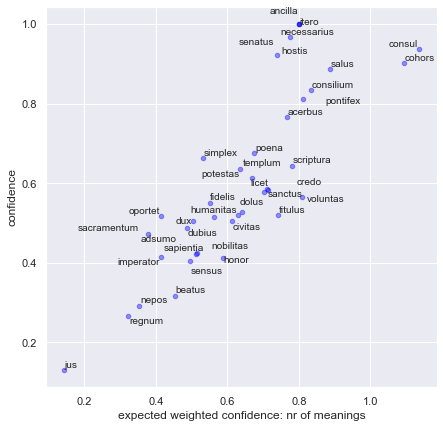 ancilla
itero
1.0
necessarius
senatus
consul
hostis
cohors
salus
consilium
pontifex
0.8
acerbus
poena
simplex
templum
scriptura
potestas
licet
credo
0.6
fidelis
sanctus
voluntas
dolus
oportet
humanitas
titulus
dux
sacramentum
civitas
adsumo
dubius
nobilitas
sapientia
0.4
imperator
honor
sensus
beatus
nepos
regnum
0.2
ius
0.2 0.4 0.6 0.8 1.0
confidence
expected weighted confidence: nr of meanings